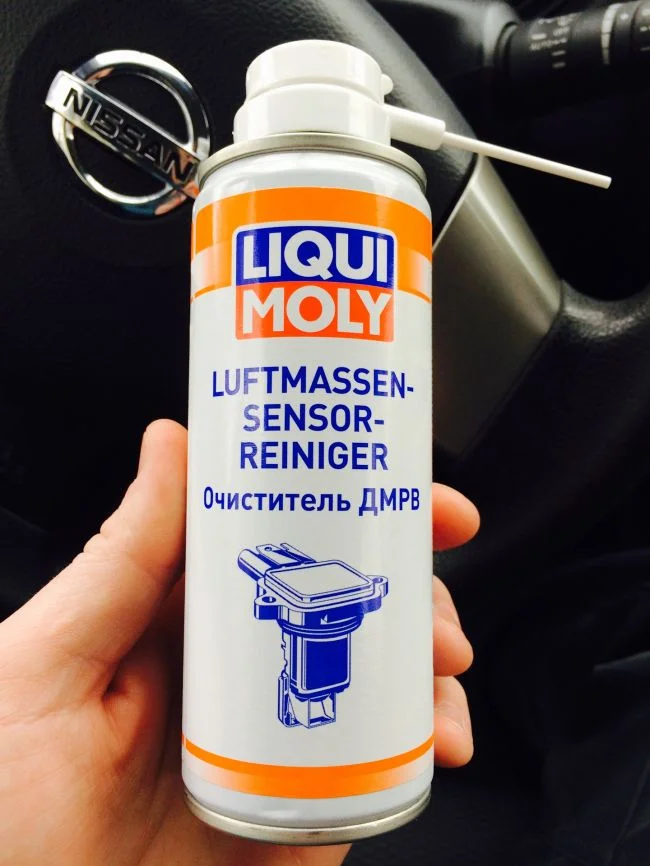 NISSAN
LIQUI
MOLY
LUFTMASSEN-
SENSOR-
REINIGER
Очиститель ДМРВ